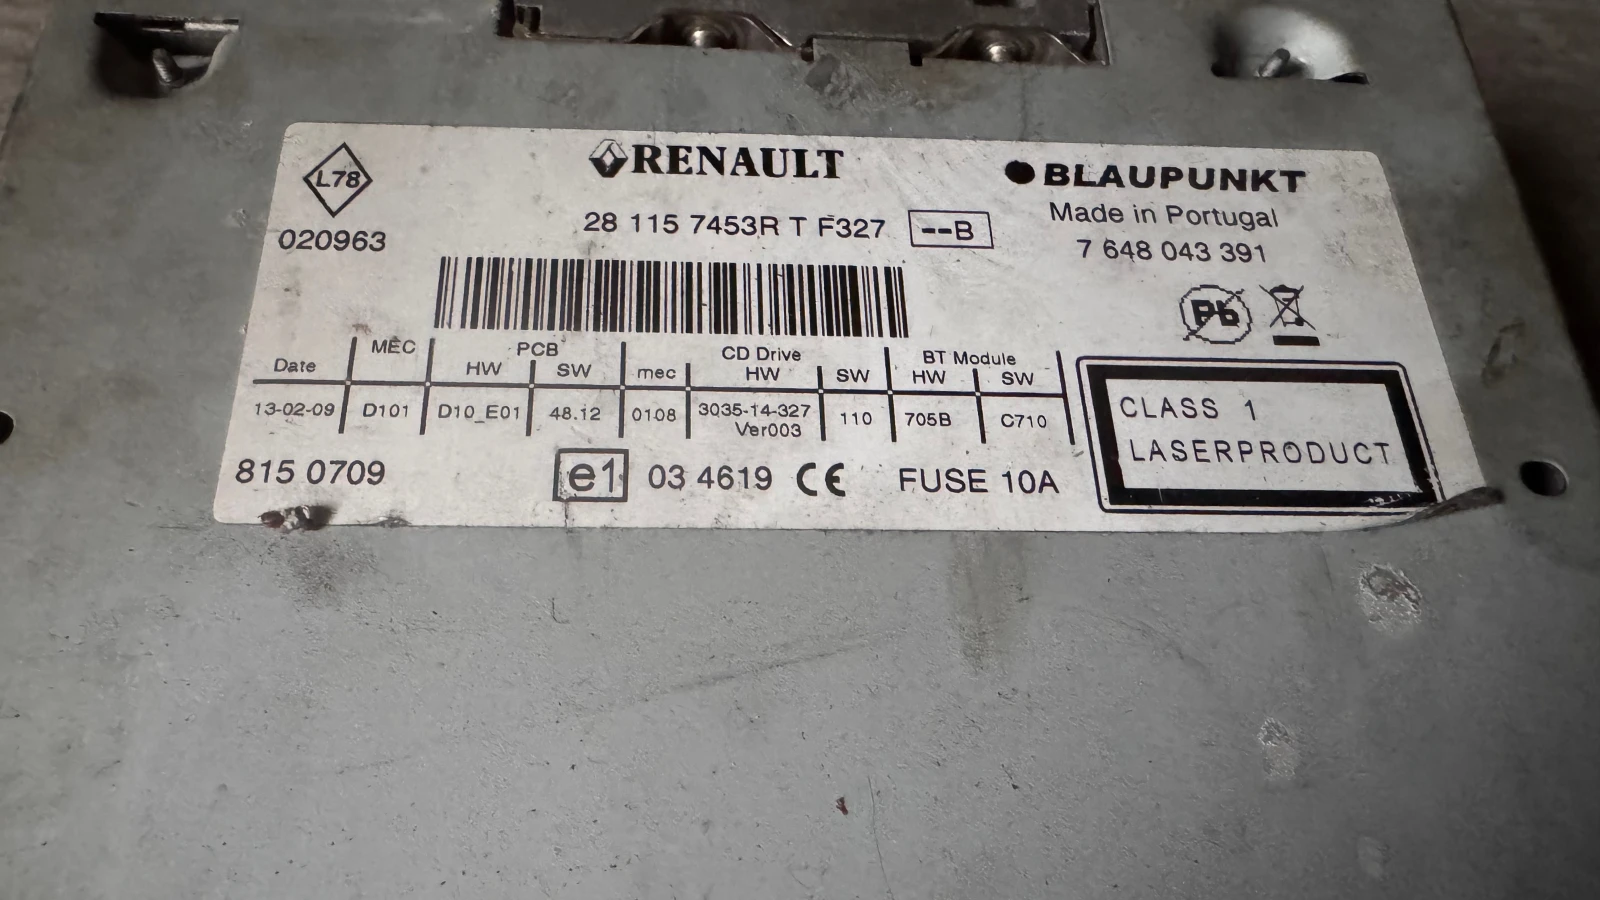 L78
RENAULT
BLAUPUNKT
020963
28 115 7453R T F327 --B
Made in Portugal
7 648 043 391
Pb
Date MEC PCB CD Drive BT Module
HW SW mec HW SW HW SW
13-02-09 D101 D10_E01 48.12 0108 3035-14-327 110 705B C710
Ver003
CLASS 1
LASERPRODUCT
815 0709 e1 03 4619 CE FUSE 10A